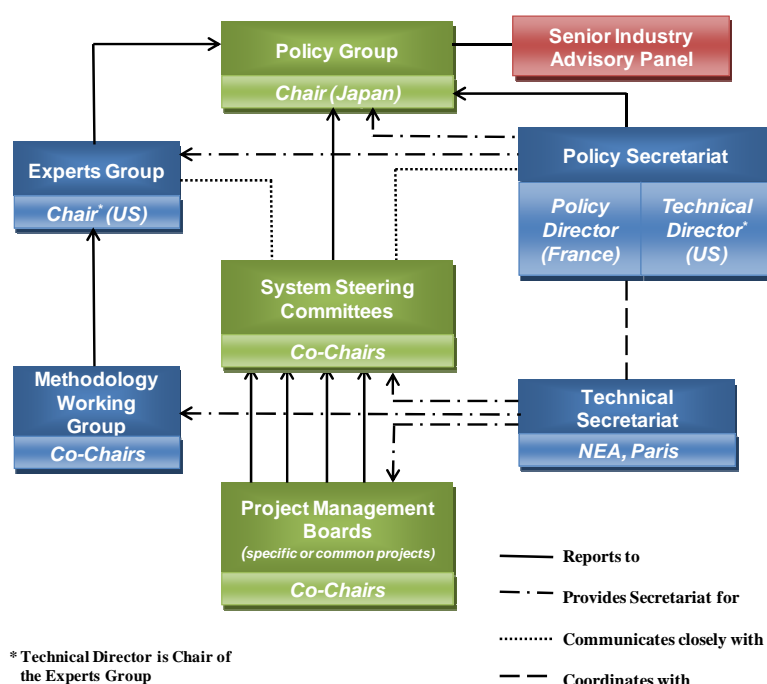 Policy Group
Chair (Japan)
Senior Industry
Advisory Panel
Experts Group
Chair* (US)
Policy Secretariat
Policy
Director
(France)
Technical
Director*
(US)
System Steering
Committees
Co-Chairs
Methodology
Working
Group
Co-Chairs
Technical
Secretariat
NEA, Paris
Project Management
Boards
(specific or common projects)
Co-Chairs
Reports to
Provides Secretariat for
Communicates closely with
Coordinates with
* Technical Director is Chair of
the Experts Group